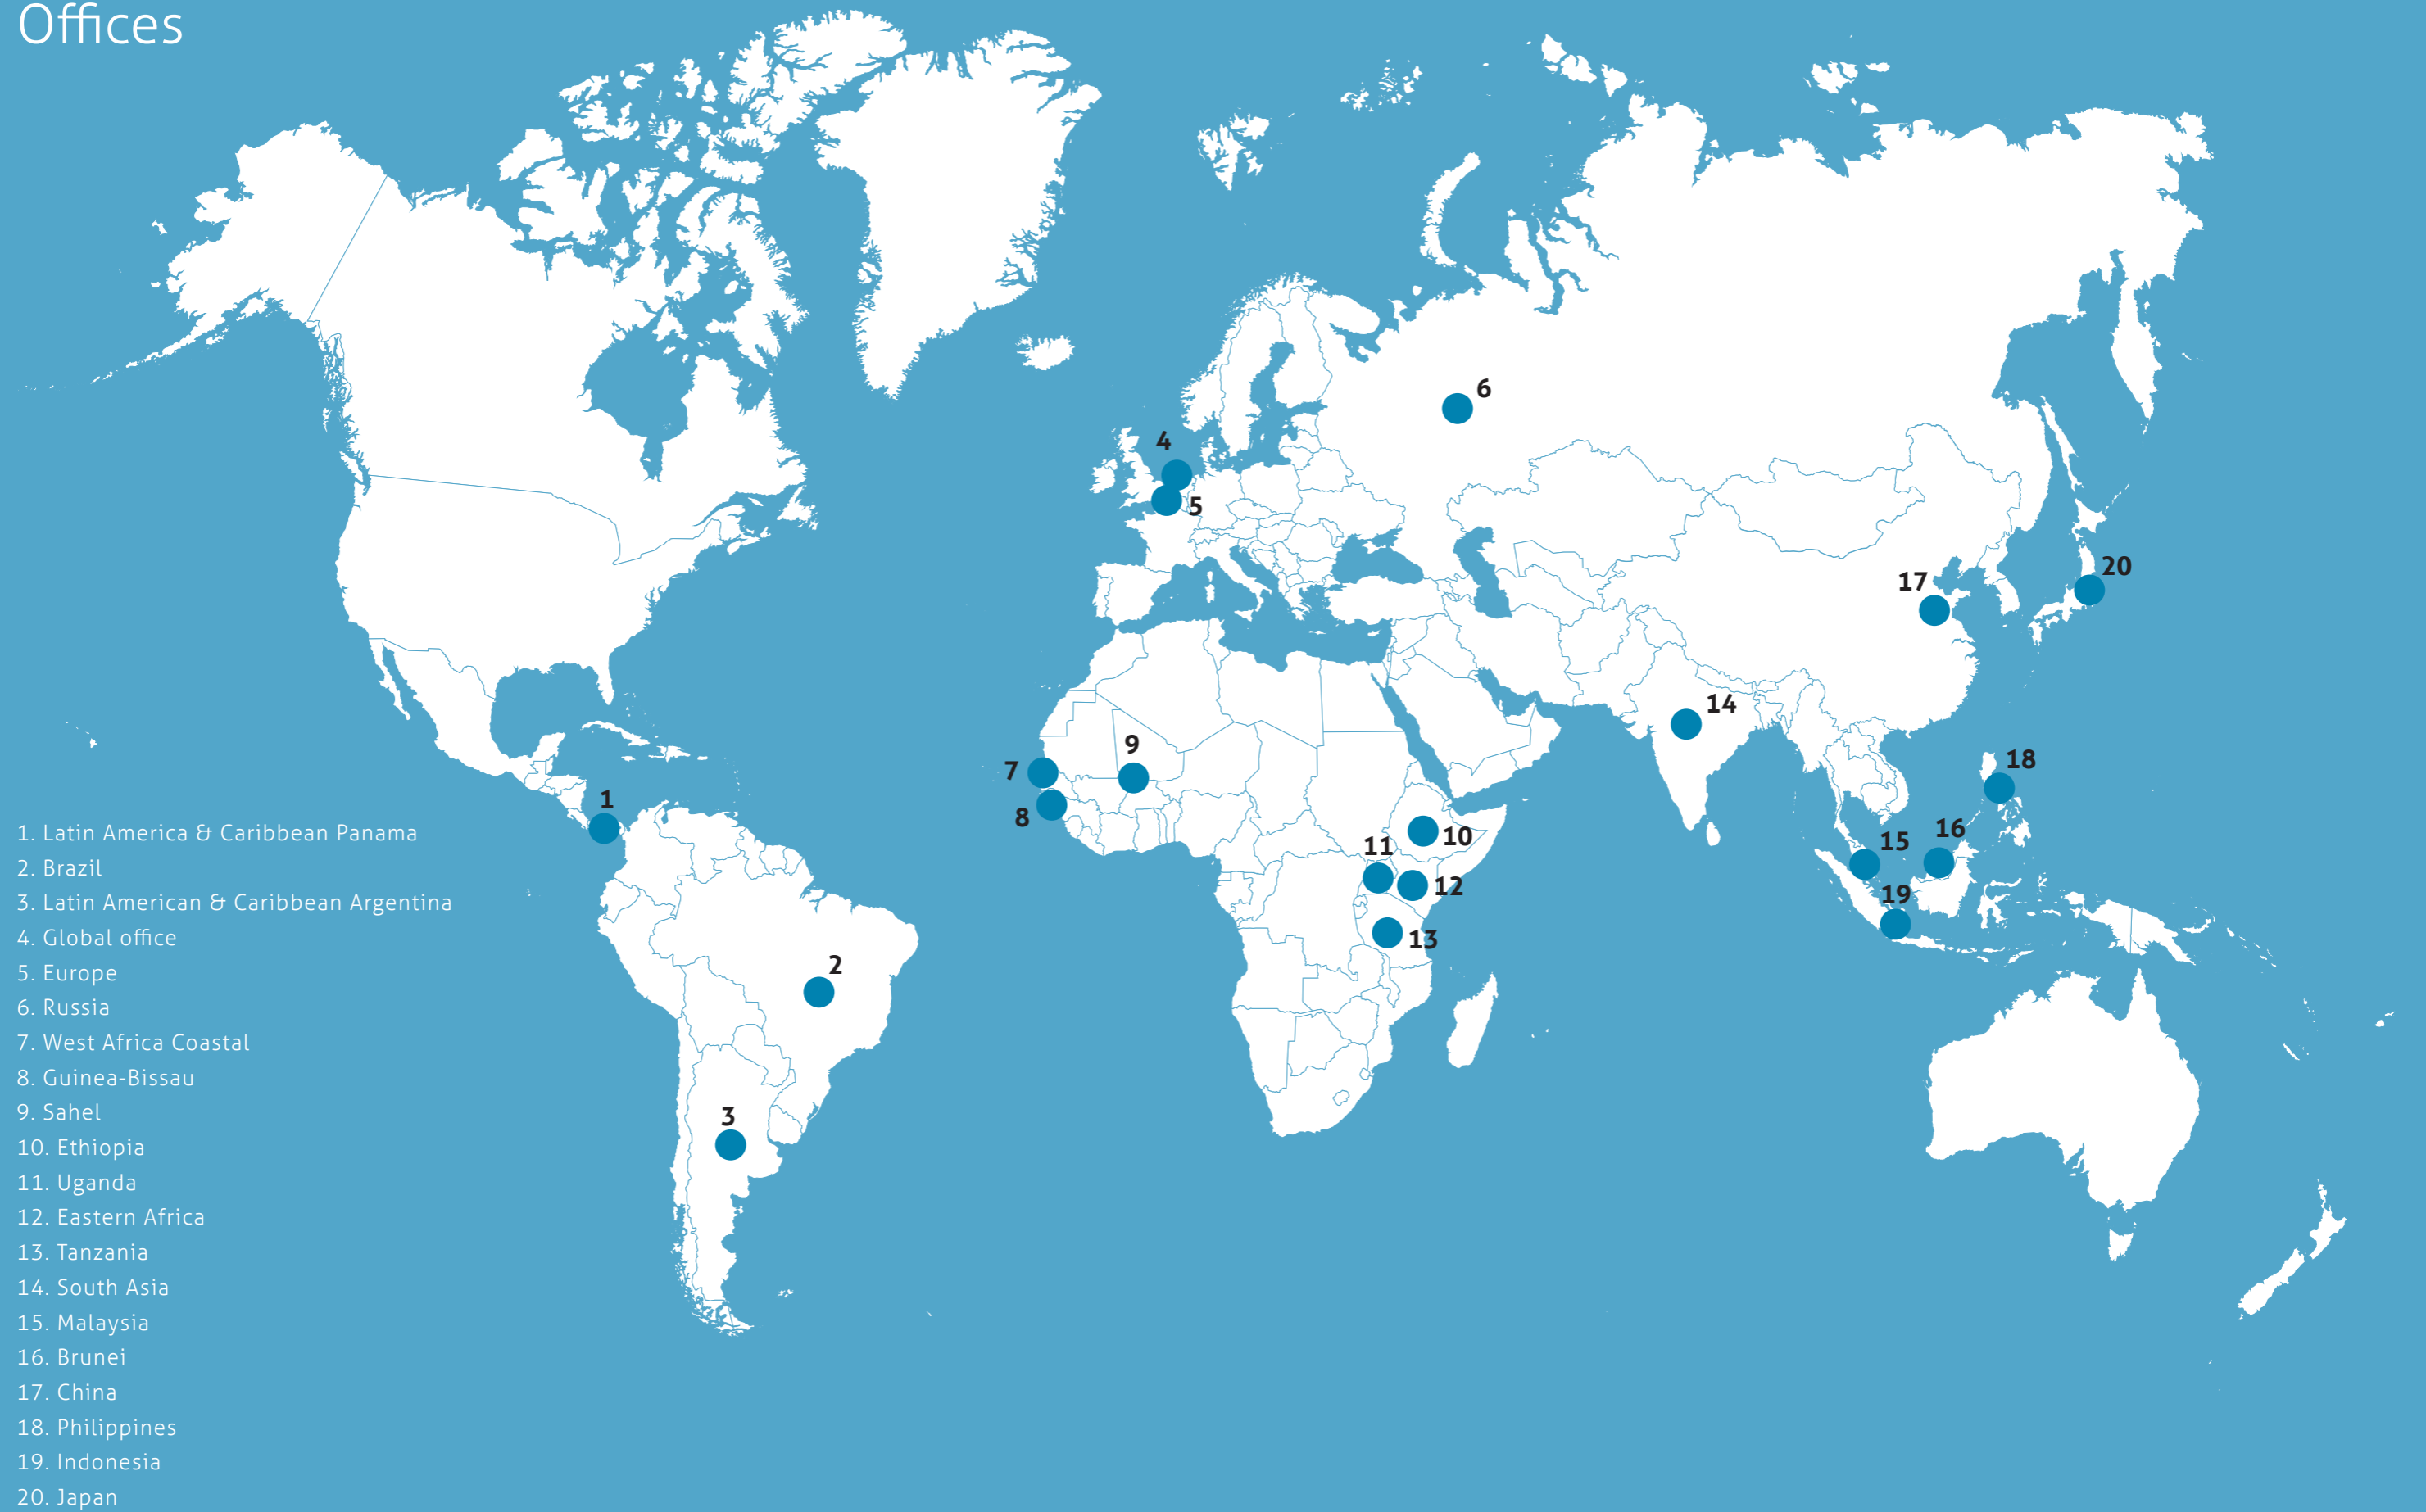 Offices
1. Latin America & Caribbean Panama
2. Brazil
3. Latin American & Caribbean Argentina
4. Global office
5. Europe
6. Russia
7. West Africa Coastal
8. Guinea-Bissau
9. Sahel
10. Ethiopia
11. Uganda
12. Eastern Africa
13. Tanzania
14. South Asia
15. Malaysia
16. Brunei
17. China
18. Philippines
19. Indonesia
20. Japan
6
4
5
20
17
14
9
18
7
1
8
16
10
15
11
12
19
13
2
3